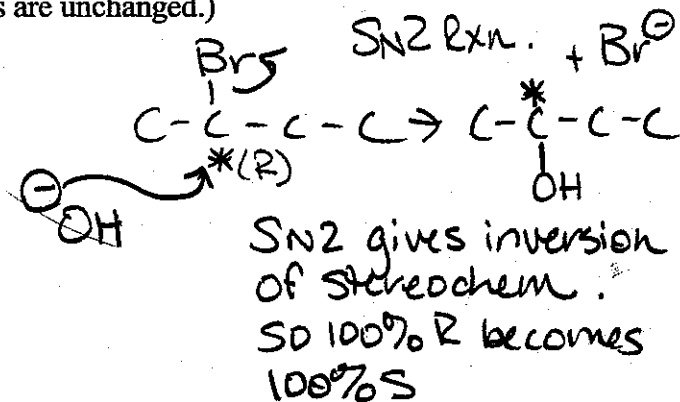 s are unchanged.)
SN2 Rxn. + Br⊖
Br
C-C-C-C → C-C*-C-C
*(R)
⊖OH
OH
SN2 gives inversion
of stereochem.
SO 100% R becomes
100% S